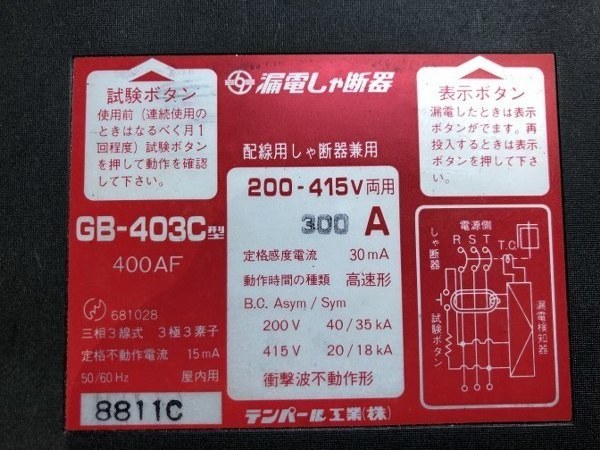 試験ボタン
使用前（連続使用の
ときはなるべく月1
回程度）試験ボタン
を押して動作を確認
して下さい。
漏電しゃ断器
配線用しゃ断器兼用
表示ボタン
漏電したときは表示
ボタンがでます。再
投入するときは表示
ボタンを押して下さ
い。
GB-403C型
400AF
681028
三相3線式 3極3素子
定格不動作電流 15mA
50/60Hz 屋内用
8811C
200-415V両用
300 A
定格感度電流 30mA
動作時間の種類 高速形
B.C. Asym / Sym
200V 40/35kA
415V 20/18kA
衝撃波不動作形
テンパール工業(株)
電源側
R S T
T.C.
しゃ断器
試験ボタン
漏電検知器